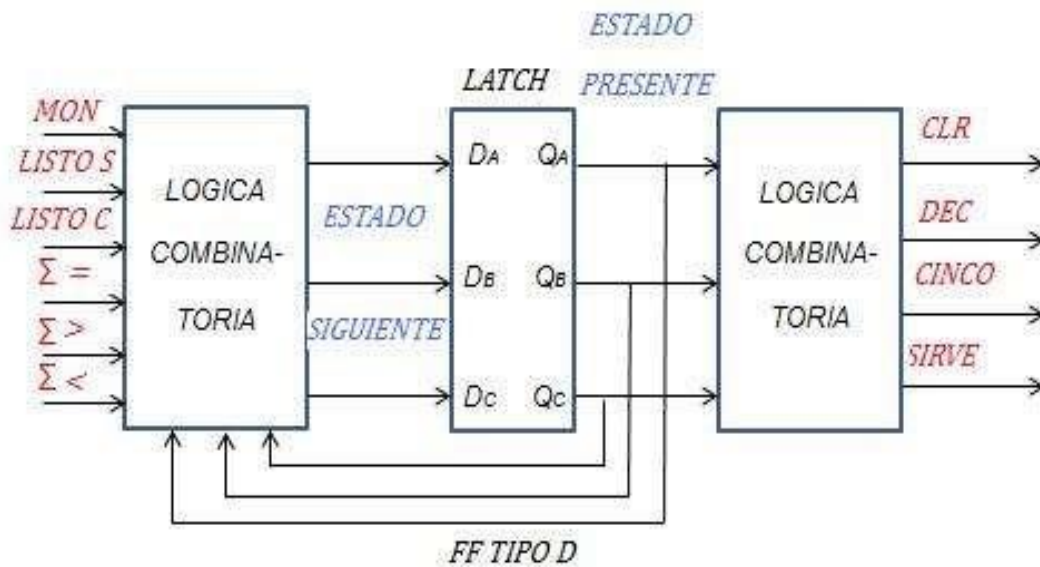 ESTADO
PRESENTE
LATCH
MON
LISTO S
LISTO C
Σ =
Σ >
Σ <
LOGICA
COMBINA-
TORIA
ESTADO
SIGUIENTE
DA QA
DB QB
DC QC
LOGICA
COMBINA-
TORIA
CLR
DEC
CINCO
SIRVE
FF TIPO D